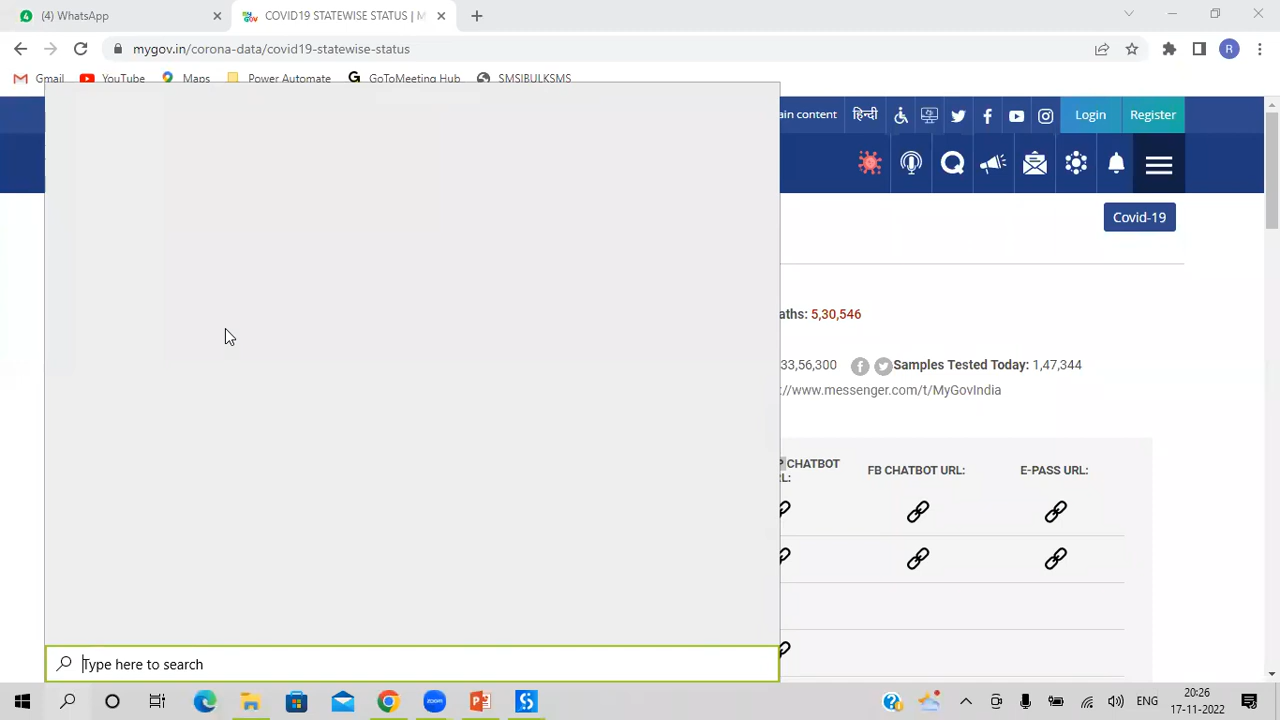 (4) WhatsApp
COVID19 STATEWISE STATUS | M
mygov.in/corona-data/covid19-statewise-status
R
Gmail YouTube Maps Power Automate GoToMeeting Hub SMSIBULKSMS
ain content हिन्दी Login Register
Covid-19
aths: 5,30,546
33,56,300 Samples Tested Today: 1,47,344
://www.messenger.com/t/MyGovIndia
P CHATBOT
L:
FB CHATBOT URL:
E-PASS URL:
Type here to search
ENG
20:26
17-11-2022